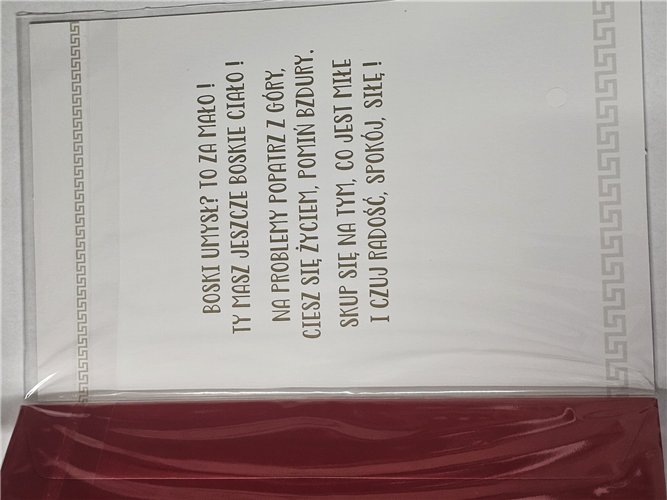 BOSKI UMYSŁ? TO ZA MAŁO!
TY MASZ JESZCZE BOSKIE CIAŁO!
NA PROBLEMY POPATRZ Z GÓRY,
CIESZ SIĘ ŻYCIEM, POMIŃ BZDURY.
SKUP SIĘ NA TYM, CO JEST MIŁE
I CZUJ RADOŚĆ, SPOKÓJ, SIŁĘ!